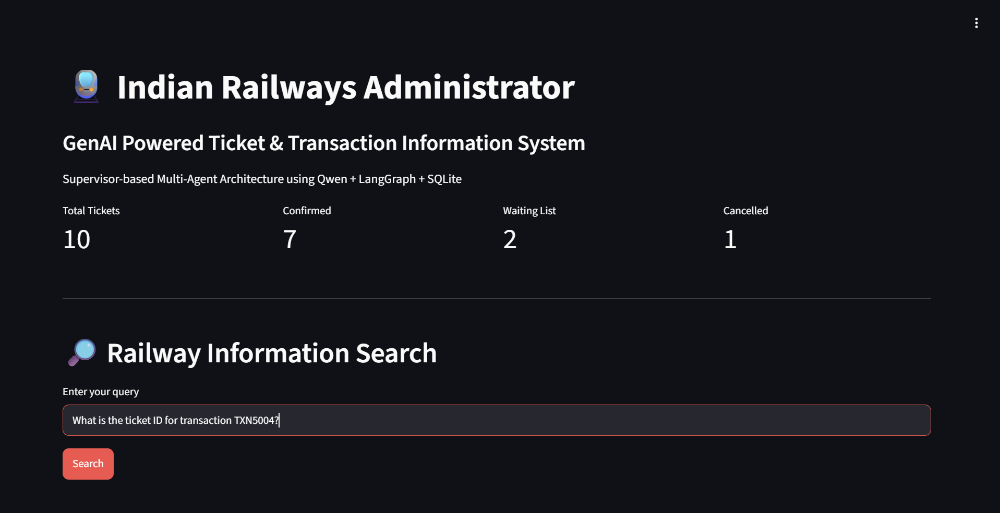 Indian Railways Administrator
GenAI Powered Ticket & Transaction Information System
Supervisor-based Multi-Agent Architecture using Qwen + LangGraph + SQLite
Total Tickets
10
Confirmed
7
Waiting List
2
Cancelled
1
Railway Information Search
Enter your query
What is the ticket ID for transaction TXN5004?
Search